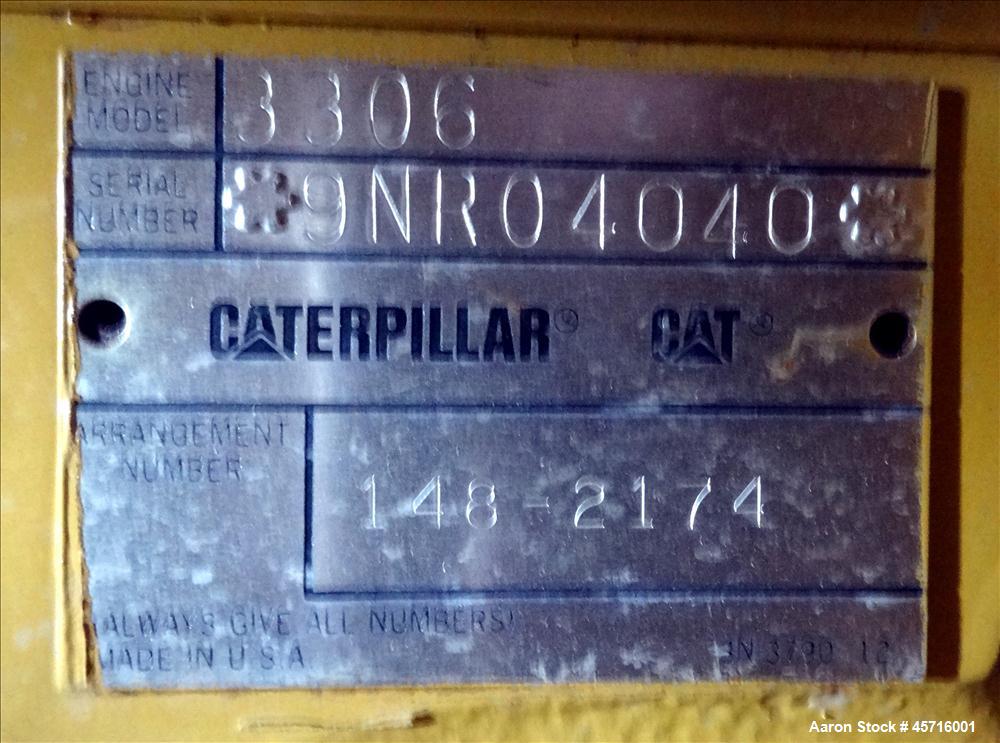 ENGINE MODEL 3306
SERIAL NUMBER 9NR04040
CATERPILLAR® CAT®
ARRANGEMENT
NUMBER
148-2174
(ALWAYS GIVE ALL NUMBERS)
MADE IN U S A
12
Aaron Stock # 45716001